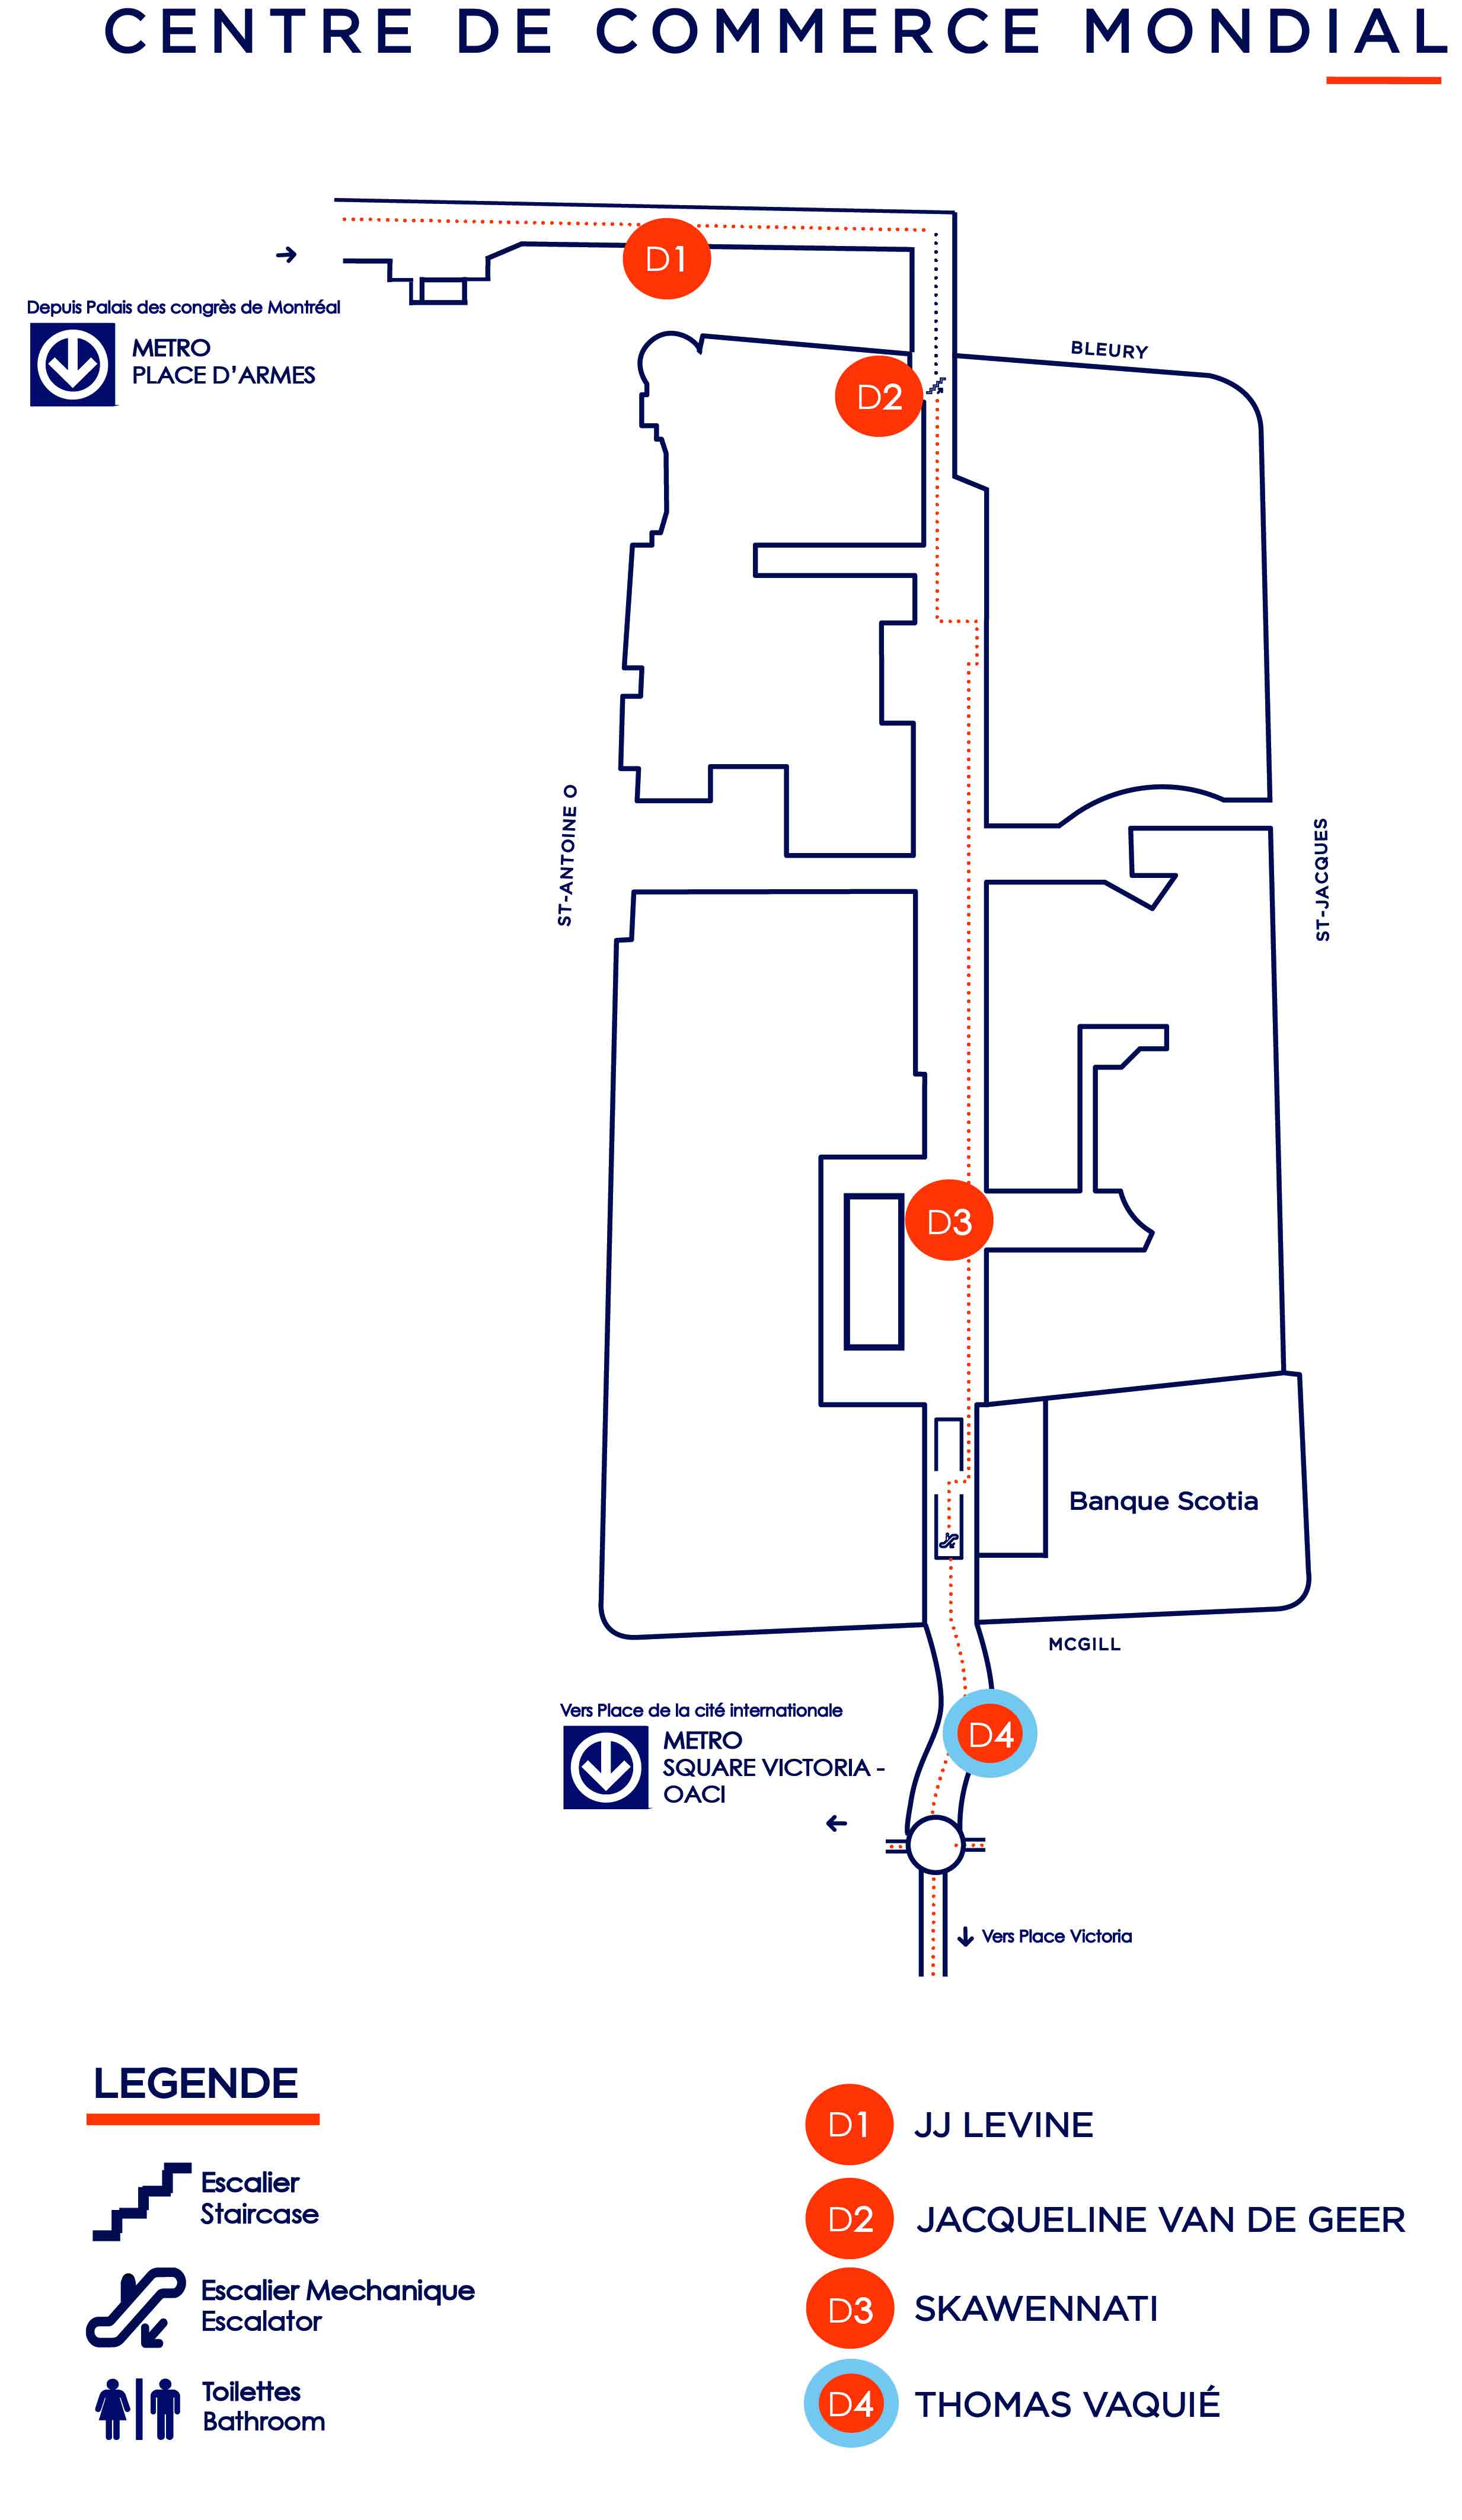 CENTRE DE COMMERCE MONDIAL
D1
Depuis Palais des congrès de Montréal
METRO
PLACE D'ARMES
BLEURY
D2
ST-ANTOINE O
ST-JACQUES
D3
Banque Scotia
MCGILL
Vers Place de la cité internationale
METRO
SQUARE VICTORIA -
OACI
D4
Vers Place Victoria
LEGENDE
Escalier
Staircase
Escalier Mechanique
Escalator
Toilettes
Bathroom
D1 JJ LEVINE
D2 JACQUELINE VAN DE GEER
D3 SKAWENNATI
D4 THOMAS VAQUIÉ